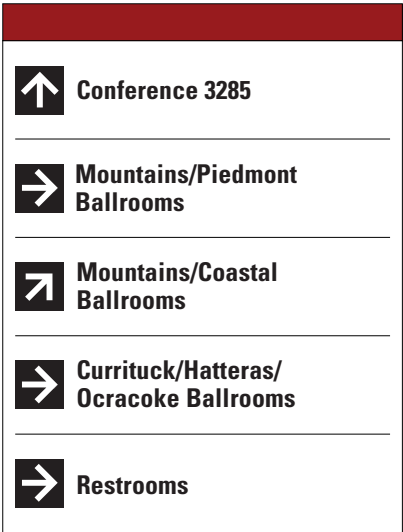 Conference 3285
Mountains/Piedmont
Ballrooms
Mountains/Coastal
Ballrooms
Currituck/Hatteras/
Ocracoke Ballrooms
Restrooms